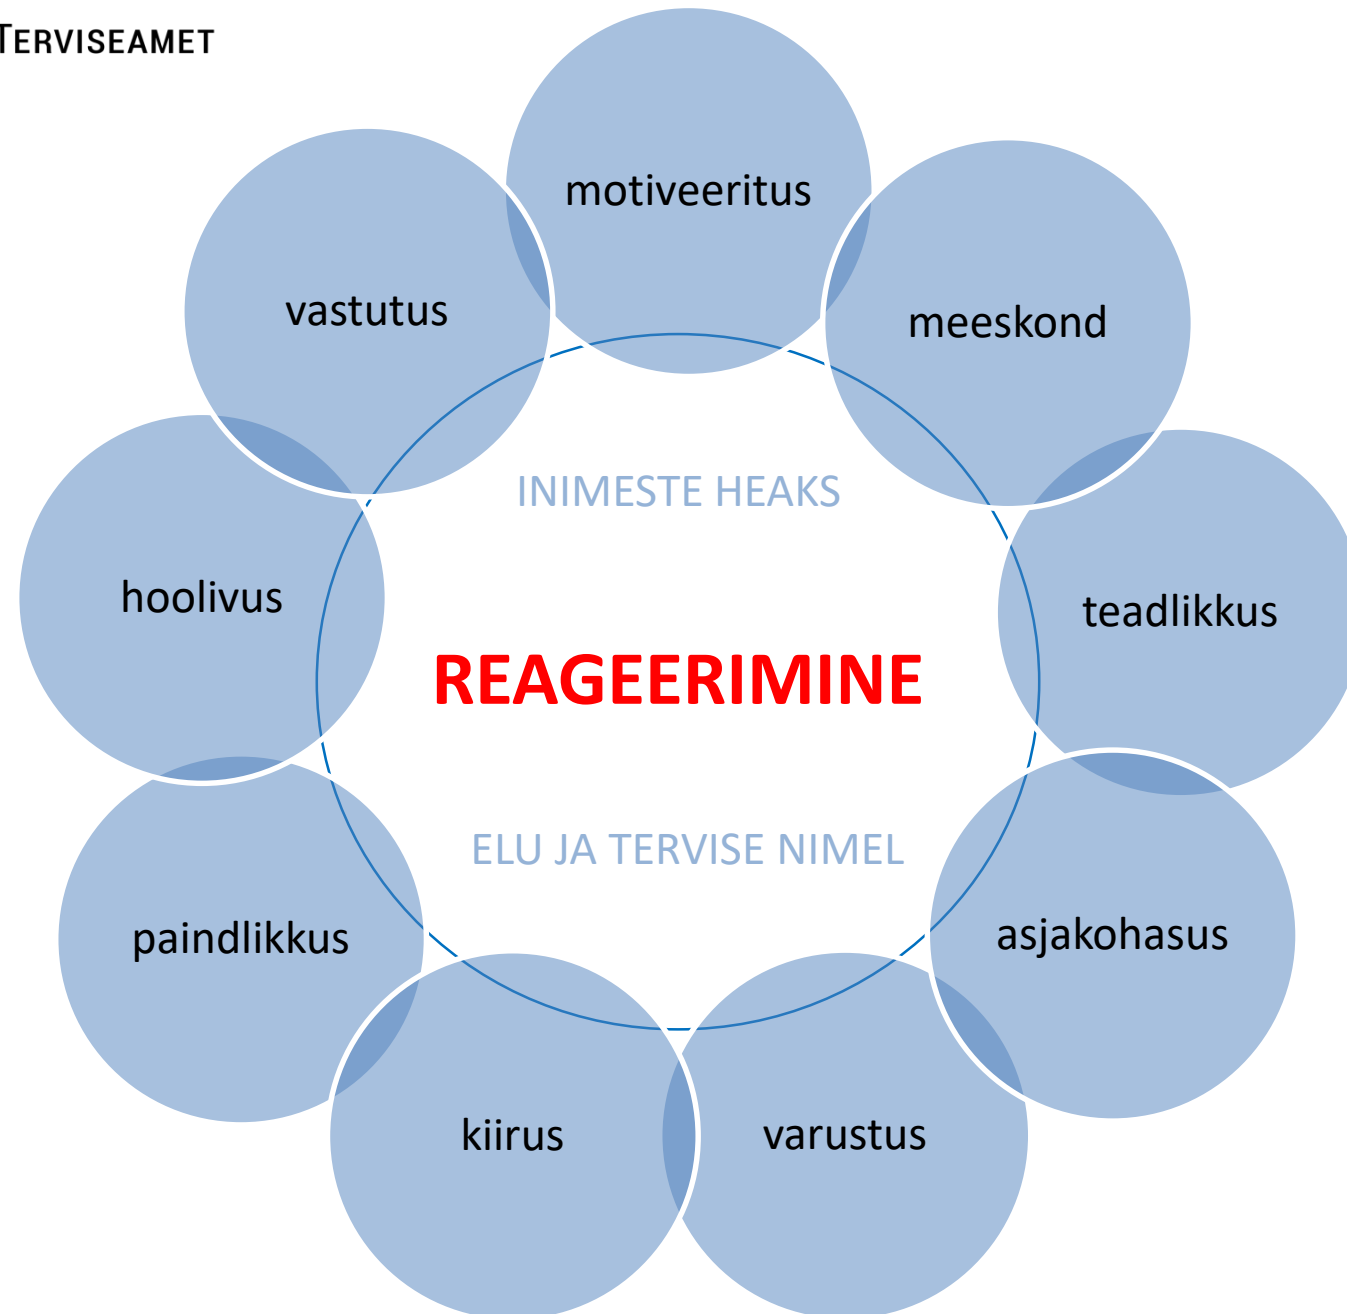 TERVISEAMET
motiveeritus
vastutus
meeskond
INIMESTE HEAKS
hoolivus
teadlikkus
REAGEERIMINE
ELU JA TERVISE NIMEL
paindlikkus
asjakohasus
kiirus
varustus